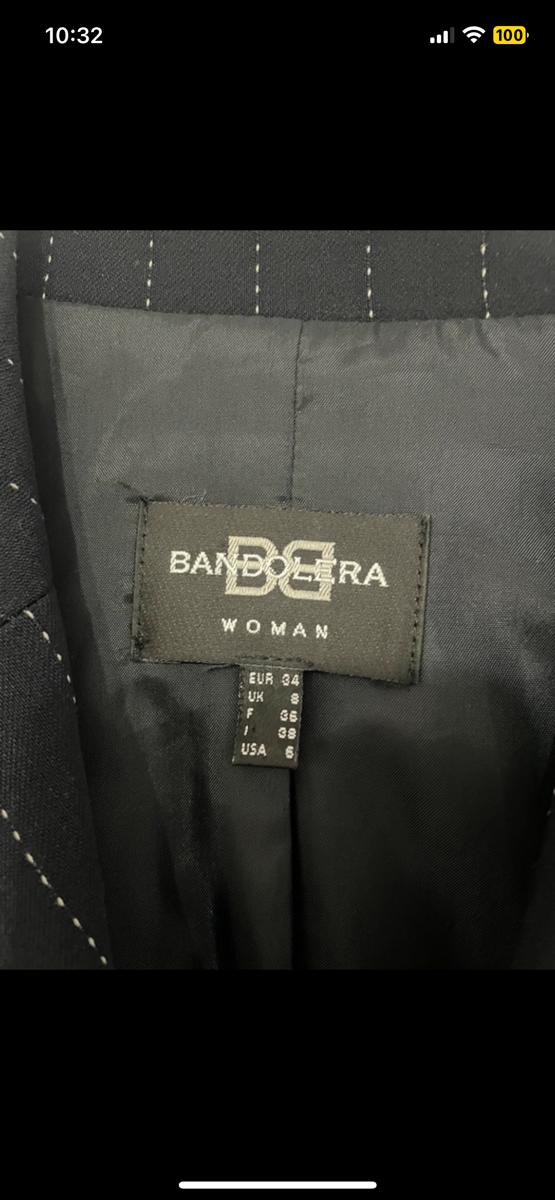 10:32
100
BANDOLERA
WOMAN
EUR 34
UK 8
F 36
I 38
USA 6